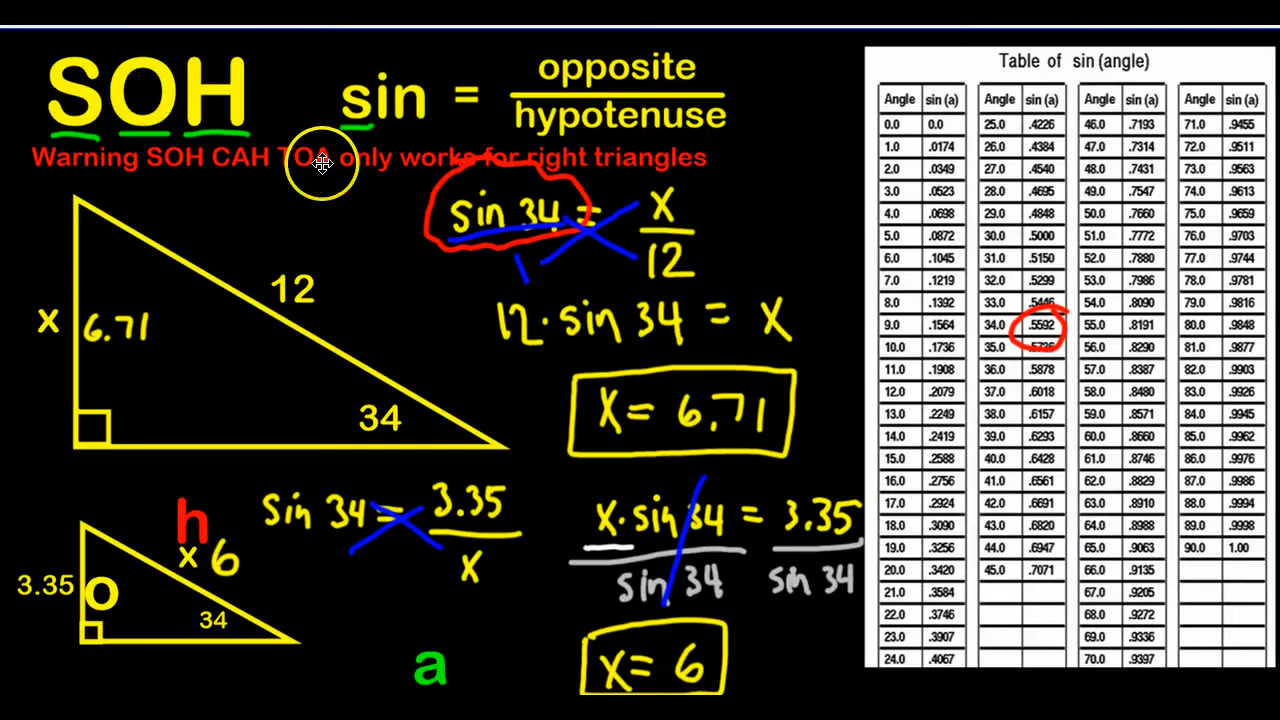 SOH
sin = opposite / hypotenuse
Warning SOH CAH TOA only works for right triangles
sin 34 = x / 12
12 · sin 34 = x
x = 6.71
x
6.71
12
34
h
x 6
3.35
O
34
sin 34 = 3.35 / x
x · sin 34 = 3.35
sin 34 sin 34
x = 6
a
Table of sin (angle)
Angle sin (a) Angle sin (a) Angle sin (a) Angle sin (a)
0.0 0.0 25.0 .4226 46.0 .7193 71.0 .9455
1.0 .0174 26.0 .4384 47.0 .7314 72.0 .9511
2.0 .0349 27.0 .4540 48.0 .7431 73.0 .9563
3.0 .0523 28.0 .4695 49.0 .7547 74.0 .9613
4.0 .0698 29.0 .4848 50.0 .7660 75.0 .9659
5.0 .0872 30.0 .5000 51.0 .7772 76.0 .9703
6.0 .1045 31.0 .5150 52.0 .7880 77.0 .9744
7.0 .1219 32.0 .5299 53.0 .7986 78.0 .9781
8.0 .1392 33.0 .5446 54.0 .8090 79.0 .9816
9.0 .1564 34.0 .5592 55.0 .8191 80.0 .9848
10.0 .1736 35.0 .5736 56.0 .8290 81.0 .9877
11.0 .1908 36.0 .5878 57.0 .8387 82.0 .9903
12.0 .2079 37.0 .6018 58.0 .8480 83.0 .9926
13.0 .2249 38.0 .6157 59.0 .8571 84.0 .9945
14.0 .2419 39.0 .6293 60.0 .8660 85.0 .9962
15.0 .2588 40.0 .6428 61.0 .8746 86.0 .9976
16.0 .2756 41.0 .6561 62.0 .8829 87.0 .9986
17.0 .2924 42.0 .6691 63.0 .8910 88.0 .9994
18.0 .3090 43.0 .6820 64.0 .8988 89.0 .9998
19.0 .3256 44.0 .6947 65.0 .9063 90.0 1.00
20.0 .3420 45.0 .7071 66.0 .9135
21.0 .3584 67.0 .9205
22.0 .3746 68.0 .9272
23.0 .3907 69.0 .9336
24.0 .4067 70.0 .9397